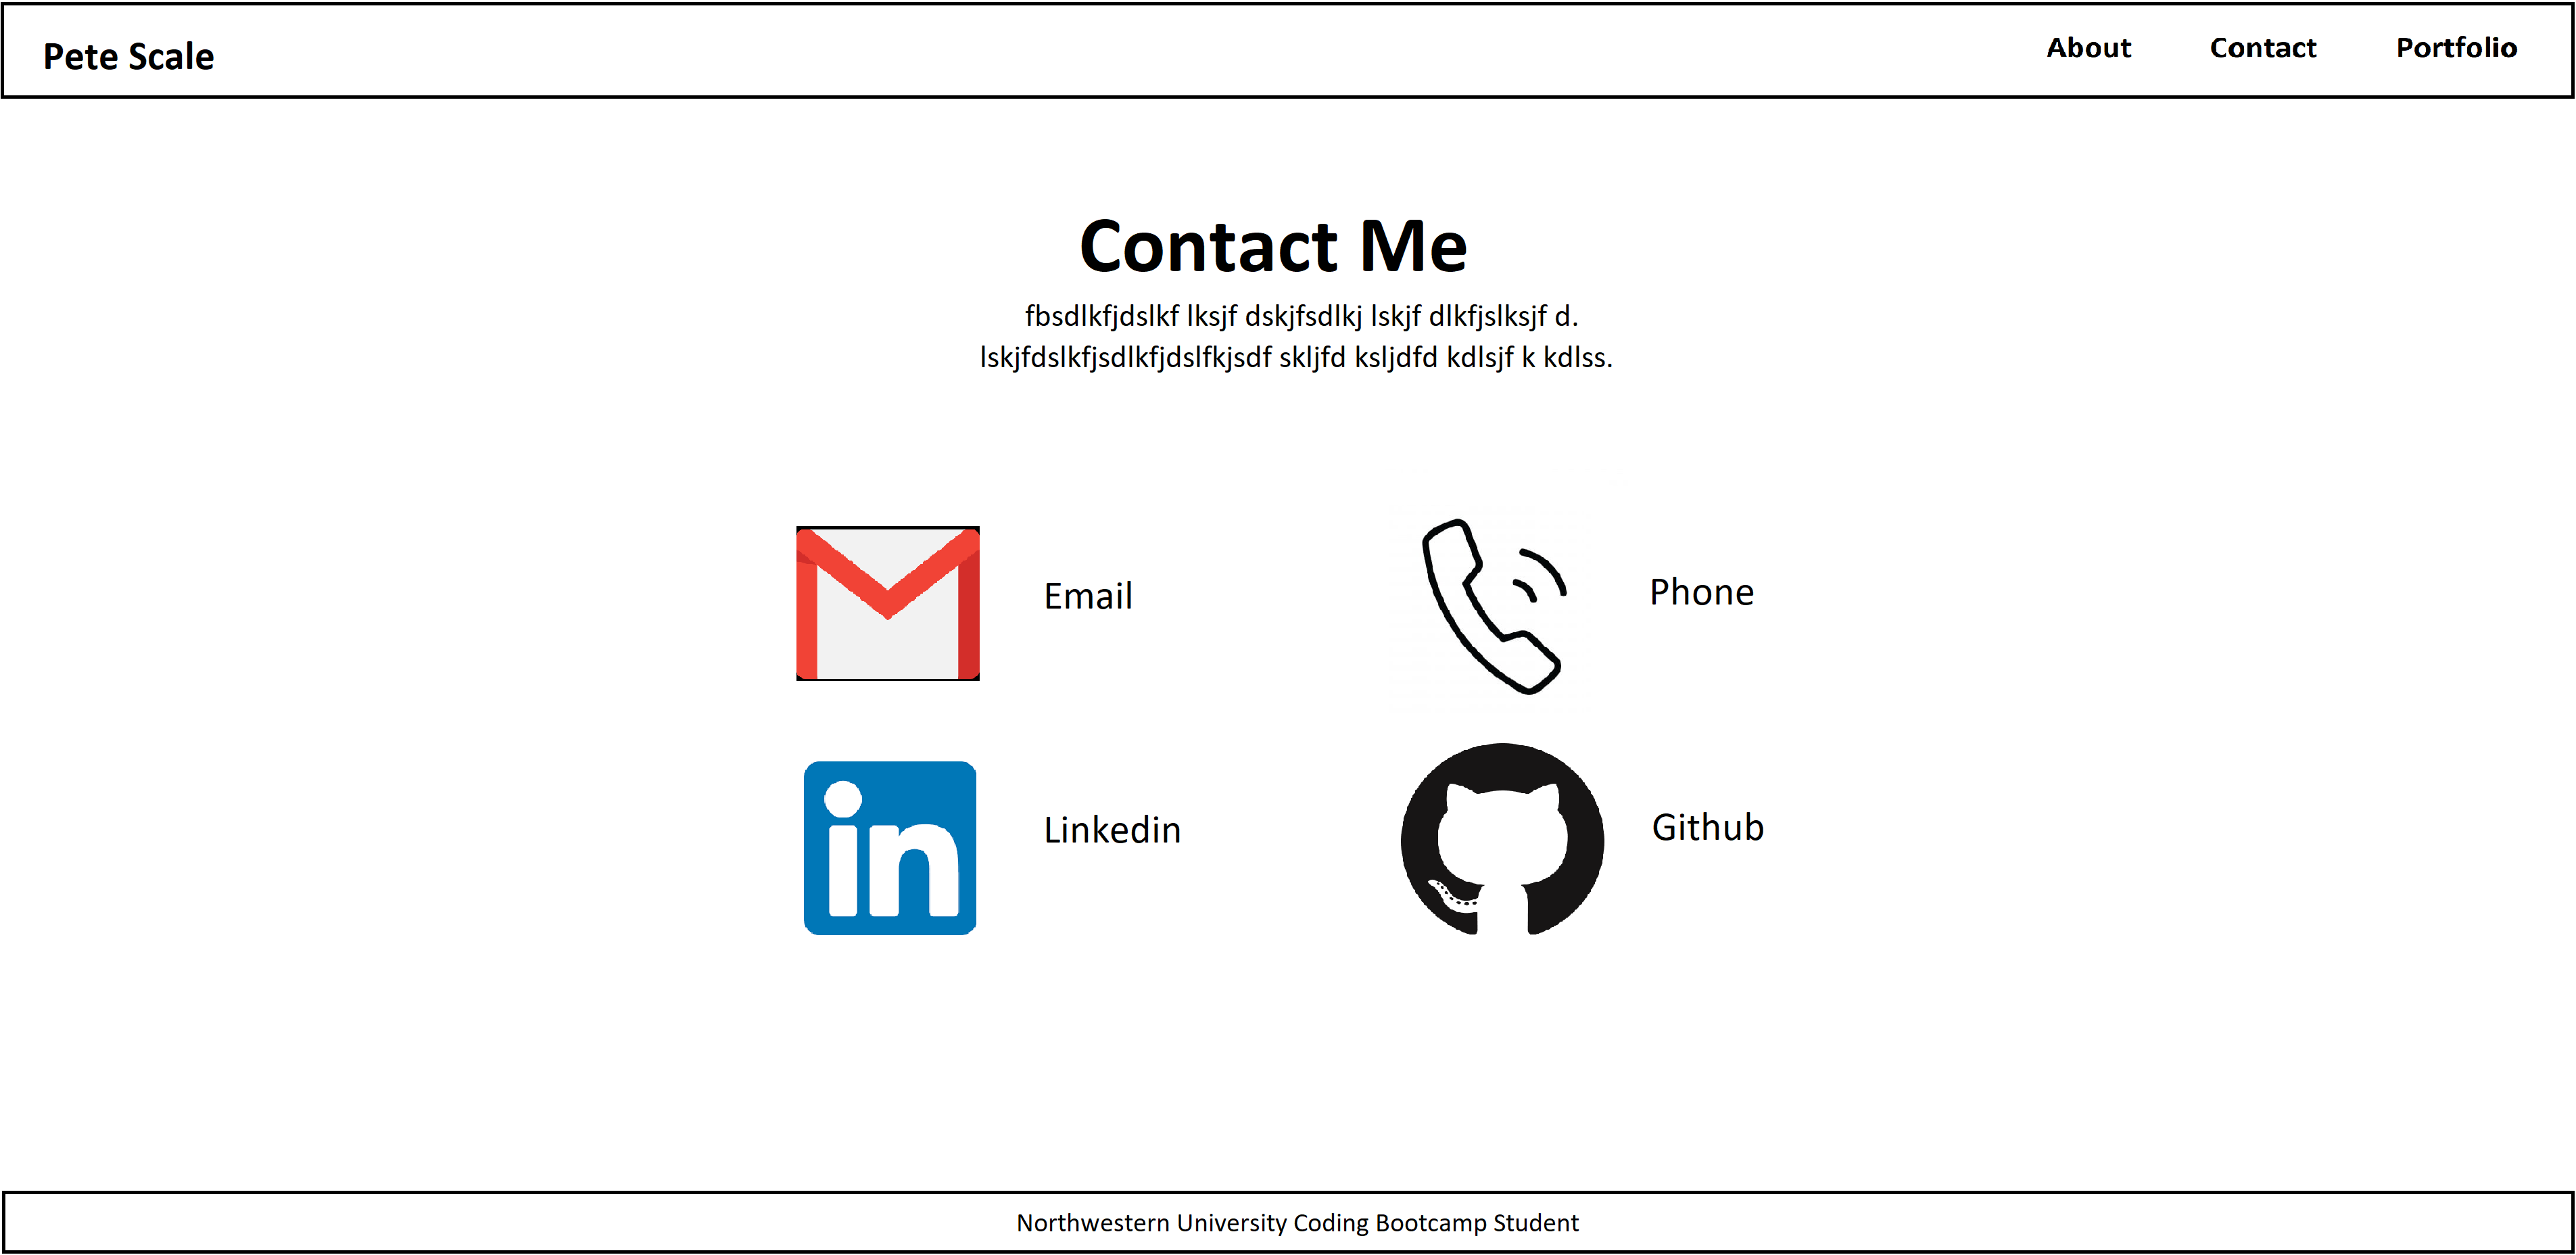 Pete Scale
About Contact Portfolio
Contact Me
fbsdlkfjdslkf lksjf dskjfsdlkj lskjf dlkfjslksjf d.
lskjfdslkfjsdlkfjdslfkjsdf skljfd ksljdfd kdlsjf k kdlss.
Email
Phone
in
Linkedin
Github
Northwestern University Coding Bootcamp Student